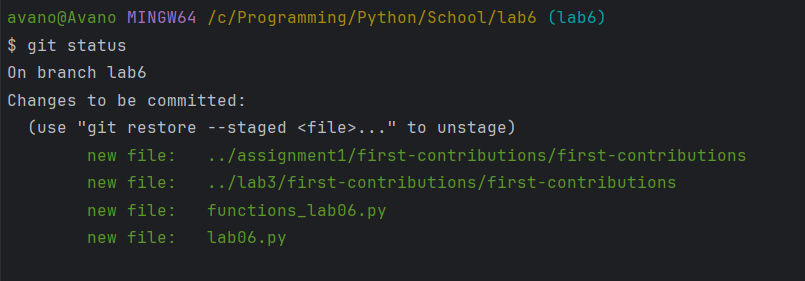 avano@Avano MINGW64 /c/Programming/Python/School/lab6 (lab6)
$ git status
On branch lab6
Changes to be committed:
  (use "git restore --staged <file>..." to unstage)
        new file:   ../assignment1/first-contributions/first-contributions
        new file:   ../lab3/first-contributions/first-contributions
        new file:   functions_lab06.py
        new file:   lab06.py